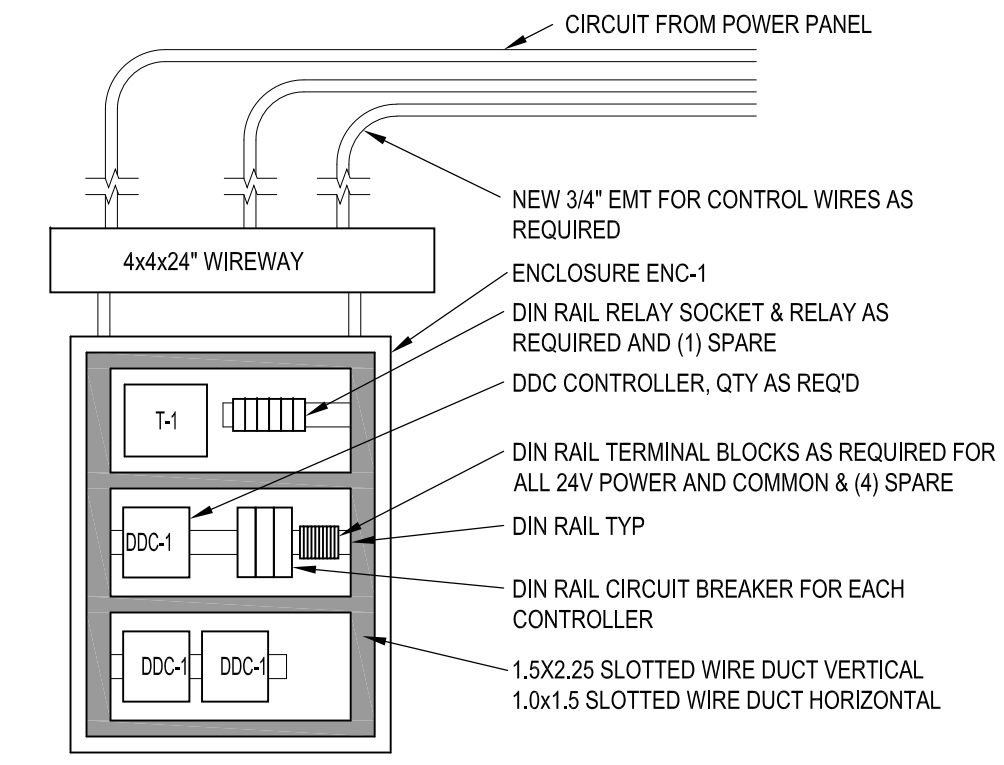 CIRCUIT FROM POWER PANEL
NEW 3/4" EMT FOR CONTROL WIRES AS
REQUIRED
4x4x24" WIREWAY
ENCLOSURE ENC-1
DIN RAIL RELAY SOCKET & RELAY AS
REQUIRED AND (1) SPARE
DDC CONTROLLER, QTY AS REQ'D
T-1
DIN RAIL TERMINAL BLOCKS AS REQUIRED FOR
ALL 24V POWER AND COMMON & (4) SPARE
DIN RAIL TYP
DDC-1
DIN RAIL CIRCUIT BREAKER FOR EACH
CONTROLLER
DDC-1 DDC-1
1.5X2.25 SLOTTED WIRE DUCT VERTICAL
1.0x1.5 SLOTTED WIRE DUCT HORIZONTAL